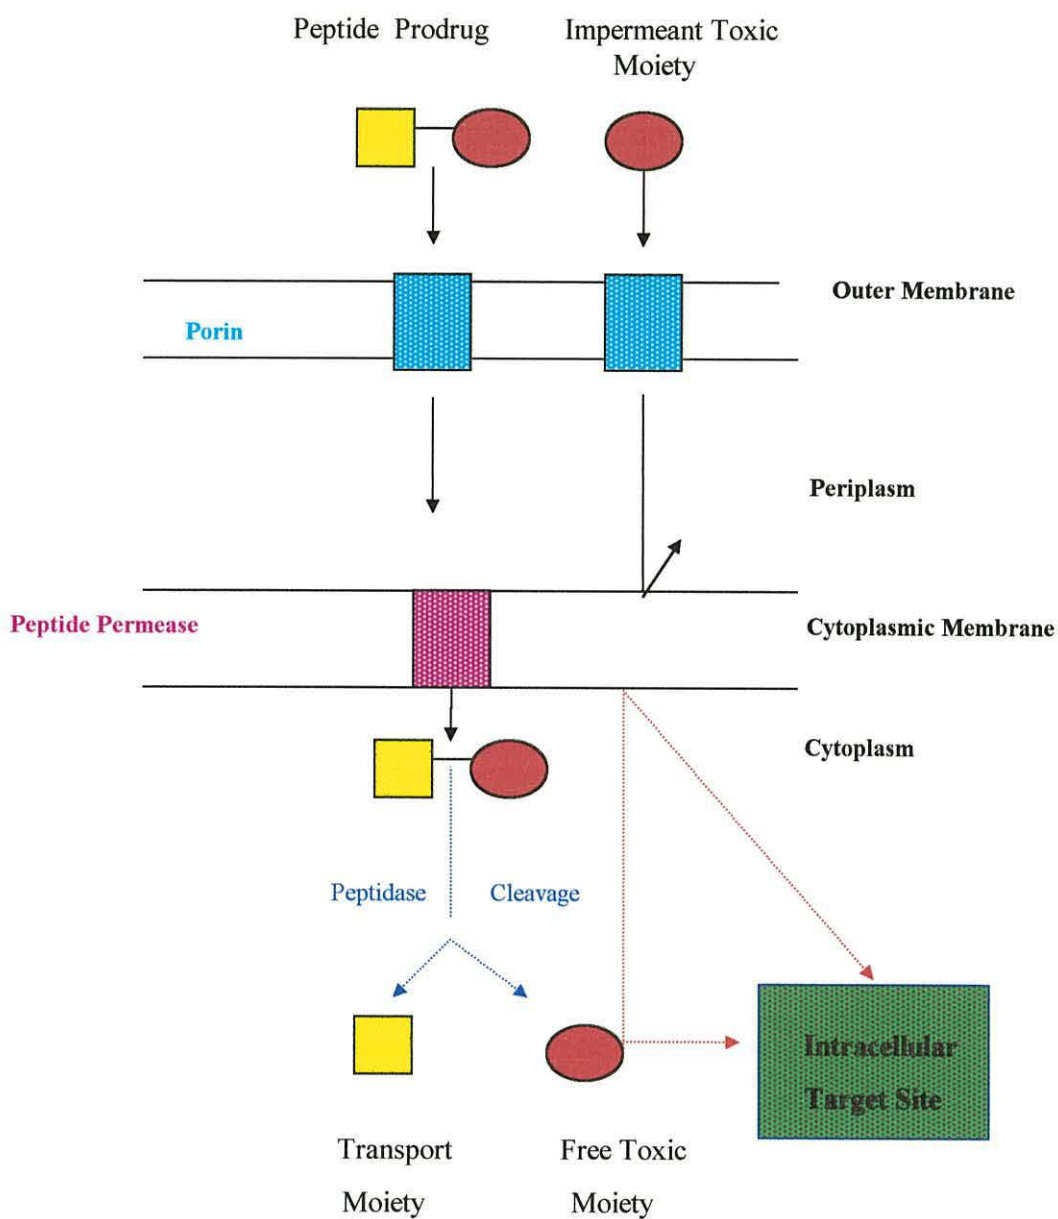 Peptide Prodrug
Impermeant Toxic
Moiety
Outer Membrane
Porin
Periplasm
Peptide Permease
Cytoplasmic Membrane
Cytoplasm
Peptidase Cleavage
Intracellular
Target Site
Transport
Moiety
Free Toxic
Moiety